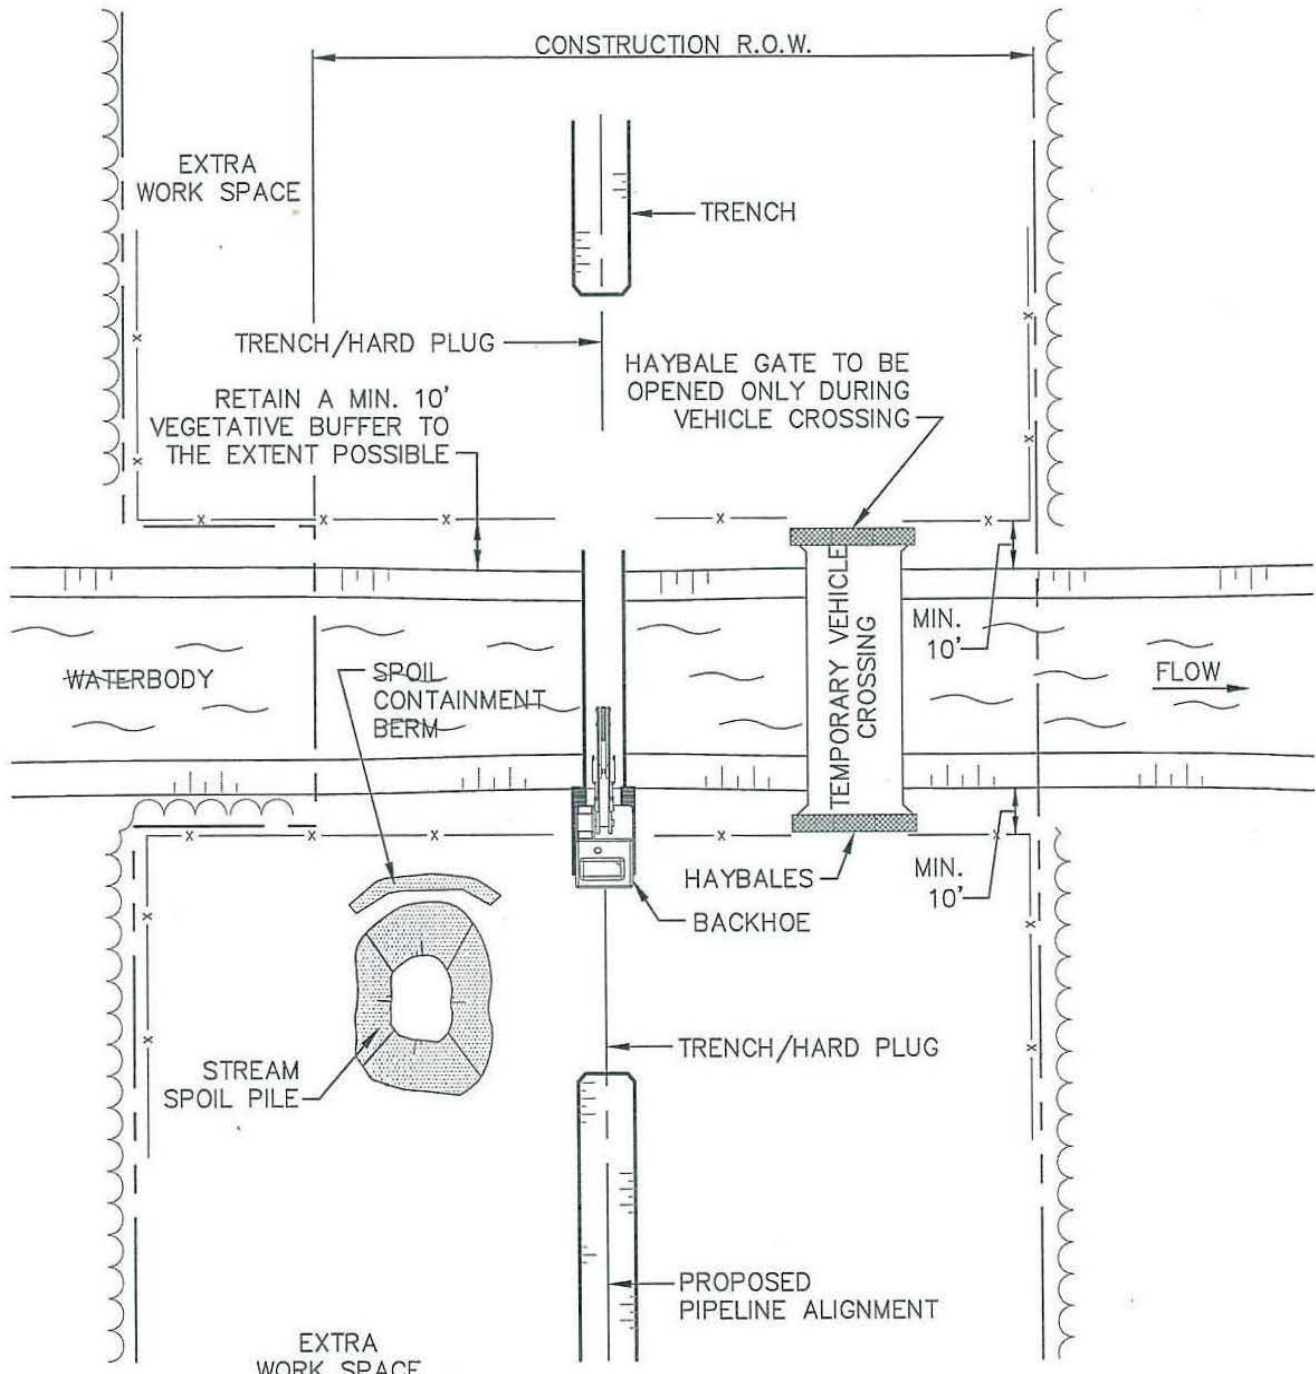 CONSTRUCTION R.O.W.
EXTRA
WORK SPACE
TRENCH
TRENCH/HARD PLUG
HAYBALE GATE TO BE
OPENED ONLY DURING
VEHICLE CROSSING
RETAIN A MIN. 10'
VEGETATIVE BUFFER TO
THE EXTENT POSSIBLE
TEMPORARY VEHICLE
CROSSING
MIN.
10'
WATERBODY
SPOIL
CONTAINMENT
BERM
FLOW
HAYBALES
MIN.
10'
BACKHOE
STREAM
SPOIL PILE
TRENCH/HARD PLUG
PROPOSED
PIPELINE ALIGNMENT
EXTRA
WORK SPACE